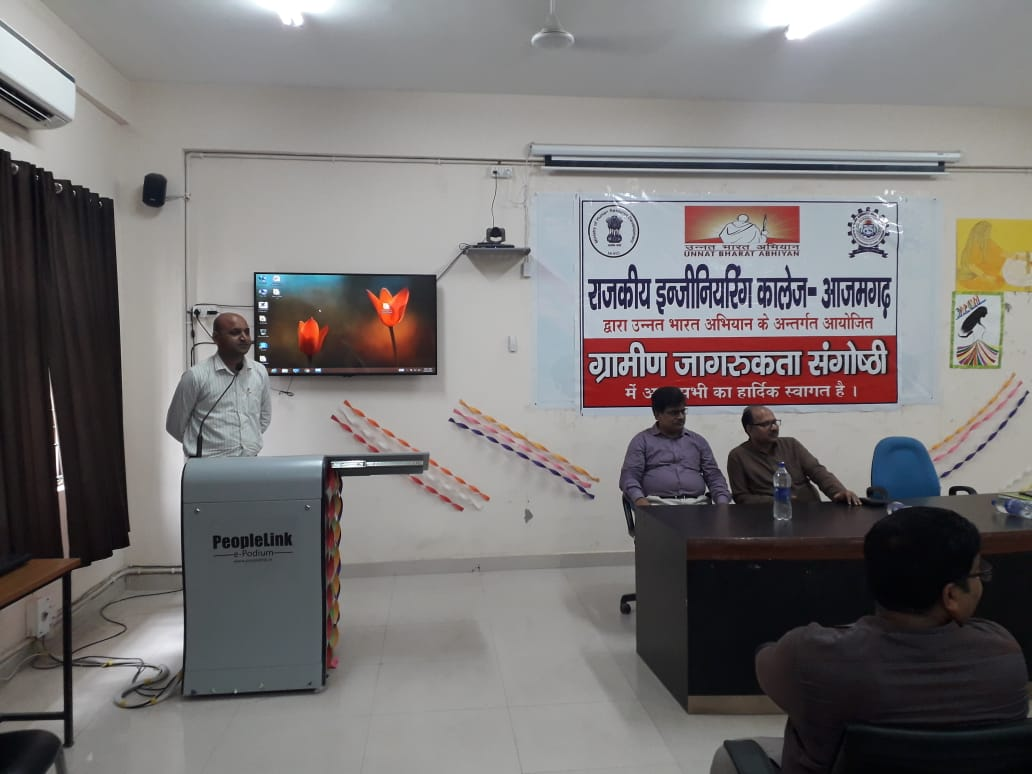 उन्नत भारत अभियान
UNNAT BHARAT ABHIYAN
राजकीय इन्जीनियरिंग कालेज- आजमगढ़
द्वारा उन्नत भारत अभियान के अन्तर्गत आयोजित
ग्रामीण जागरुकता संगोष्ठी
में का हार्दिक स्वागत है ।
PeopleLink
e-Podium